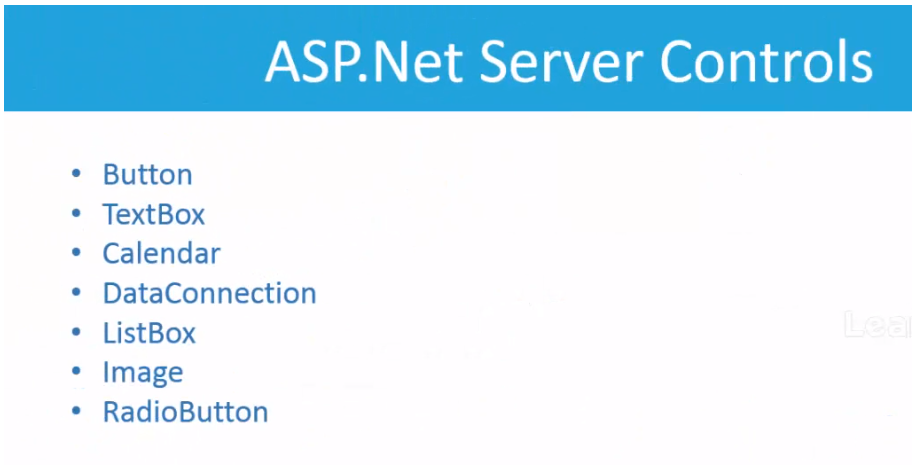 ASP.Net Server Controls
• Button
• TextBox
• Calendar
• DataConnection
• ListBox
• Image
• RadioButton